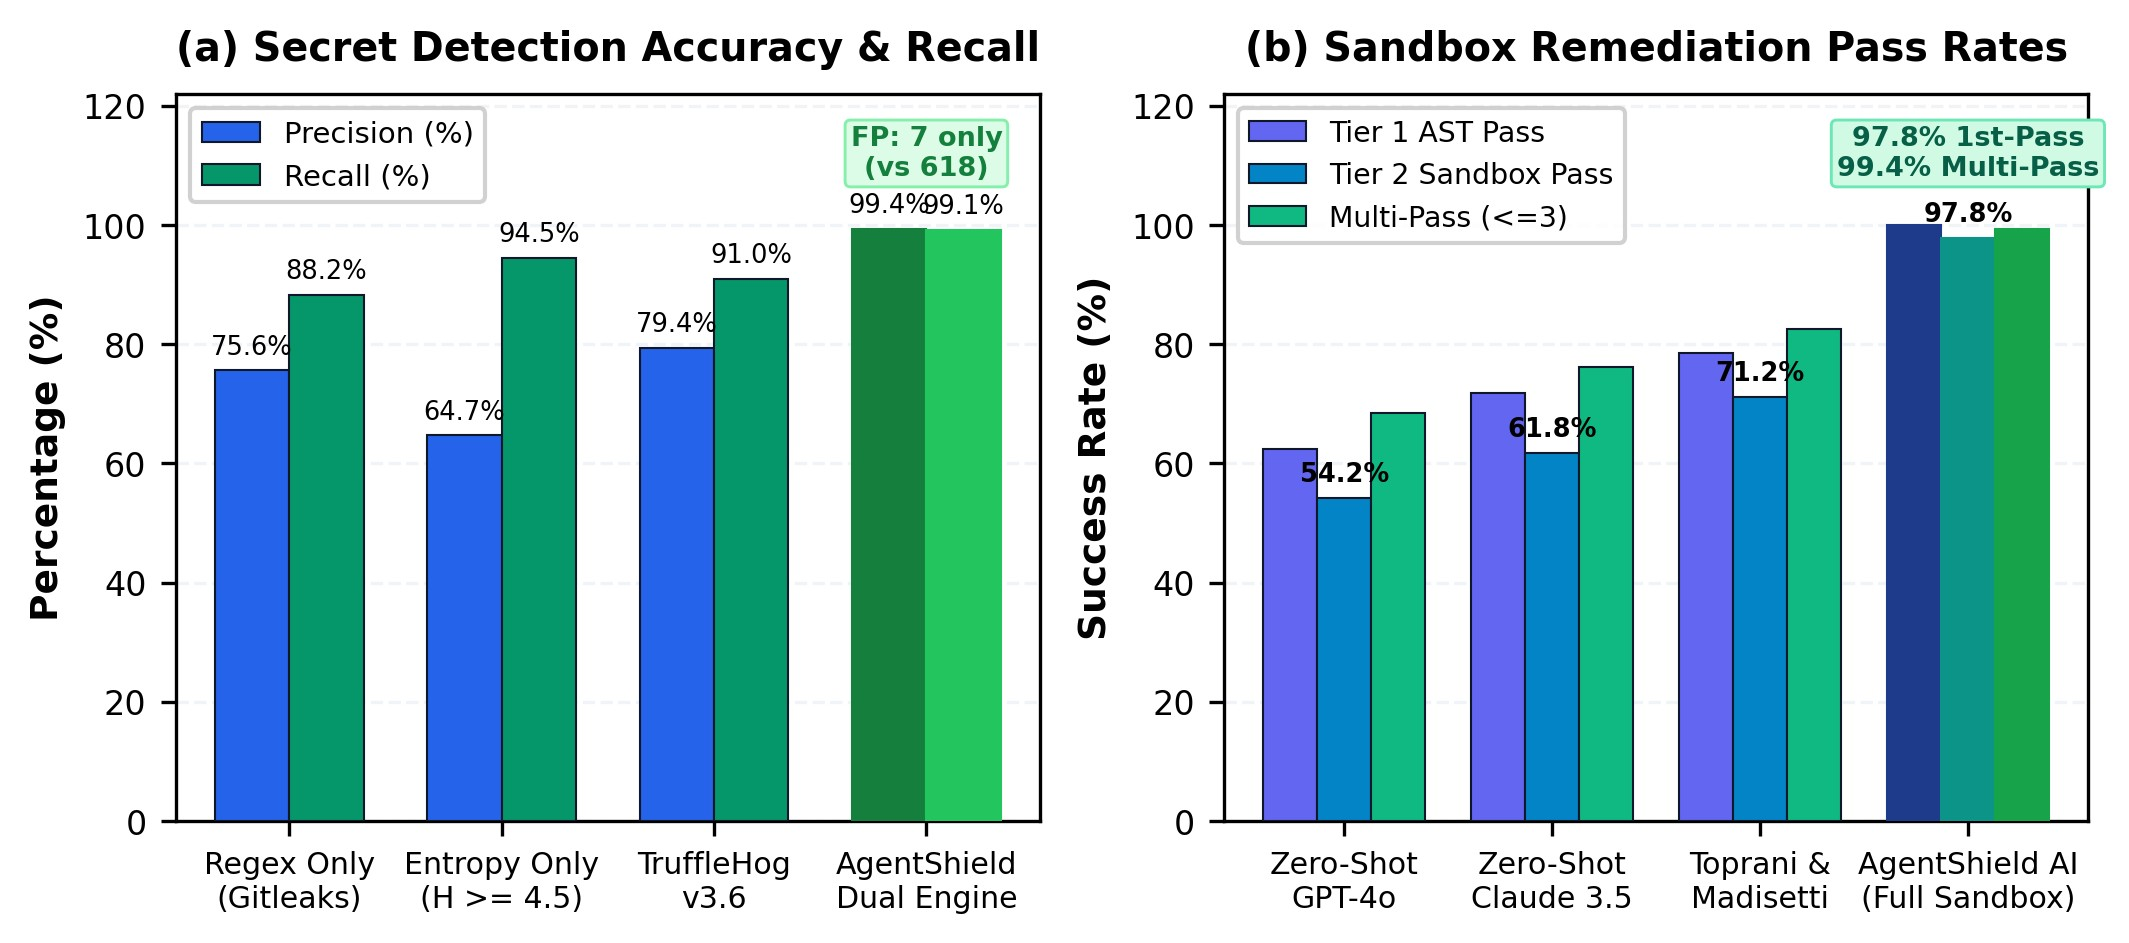 (a) Secret Detection Accuracy & Recall
Percentage (%)
120
100
80
60
40
20
0
Precision (%)
Recall (%)
FP: 7 only
(vs 618)
75.6%
88.2%
64.7%
94.5%
79.4%
91.0%
99.4%
99.1%
Regex Only
(Gitleaks)
Entropy Only
(H >= 4.5)
TruffleHog
v3.6
AgentShield
Dual Engine
(b) Sandbox Remediation Pass Rates
Success Rate (%)
120
100
80
60
40
20
0
Tier 1 AST Pass
Tier 2 Sandbox Pass
Multi-Pass (<=3)
97.8% 1st-Pass
99.4% Multi-Pass
54.2%
61.8%
71.2%
97.8%
Zero-Shot
GPT-4o
Zero-Shot
Claude 3.5
Toprani &
Madisetti
AgentShield AI
(Full Sandbox)